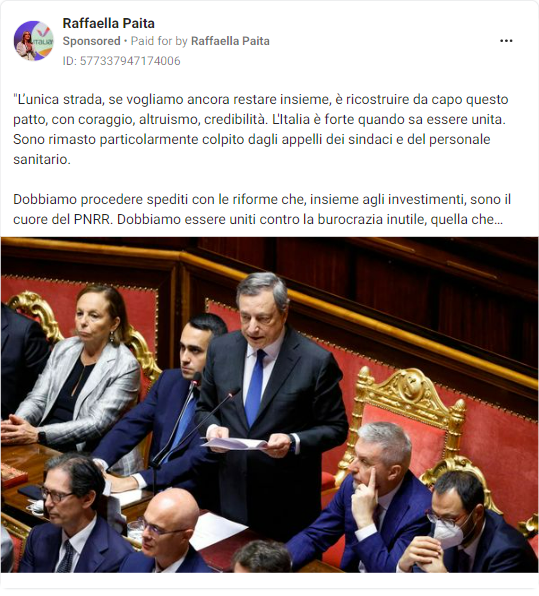 Raffaella Paita
Sponsored • Paid for by Raffaella Paita
ID: 577337947174006
"L’unica strada, se vogliamo ancora restare insieme, è ricostruire da capo questo
patto, con coraggio, altruismo, credibilità. L'Italia è forte quando sa essere unita.
Sono rimasto particolarmente colpito dagli appelli dei sindaci e del personale
sanitario.
Dobbiamo procedere spediti con le riforme che, insieme agli investimenti, sono il
cuore del PNRR. Dobbiamo essere uniti contro la burocrazia inutile, quella che…